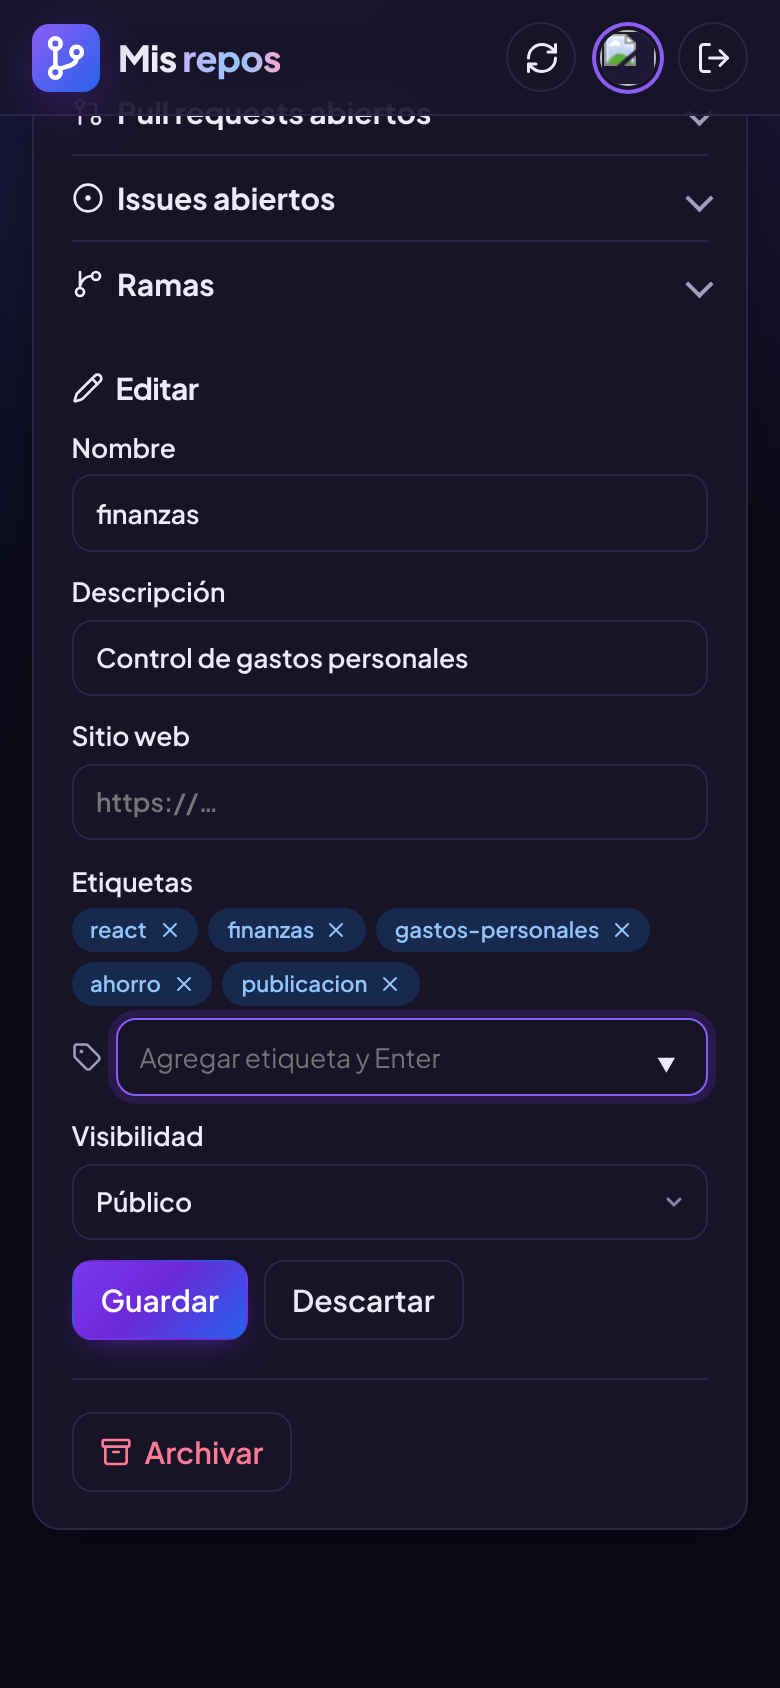 Mis repos
Pull requests abiertos
Issues abiertos
Ramas
Editar
Nombre
finanzas
Descripción
Control de gastos personales
Sitio web
https://...
Etiquetas
react finanzas gastos-personales
ahorro publicacion
Agregar etiqueta y Enter
Visibilidad
Público
Guardar Descartar
Archivar